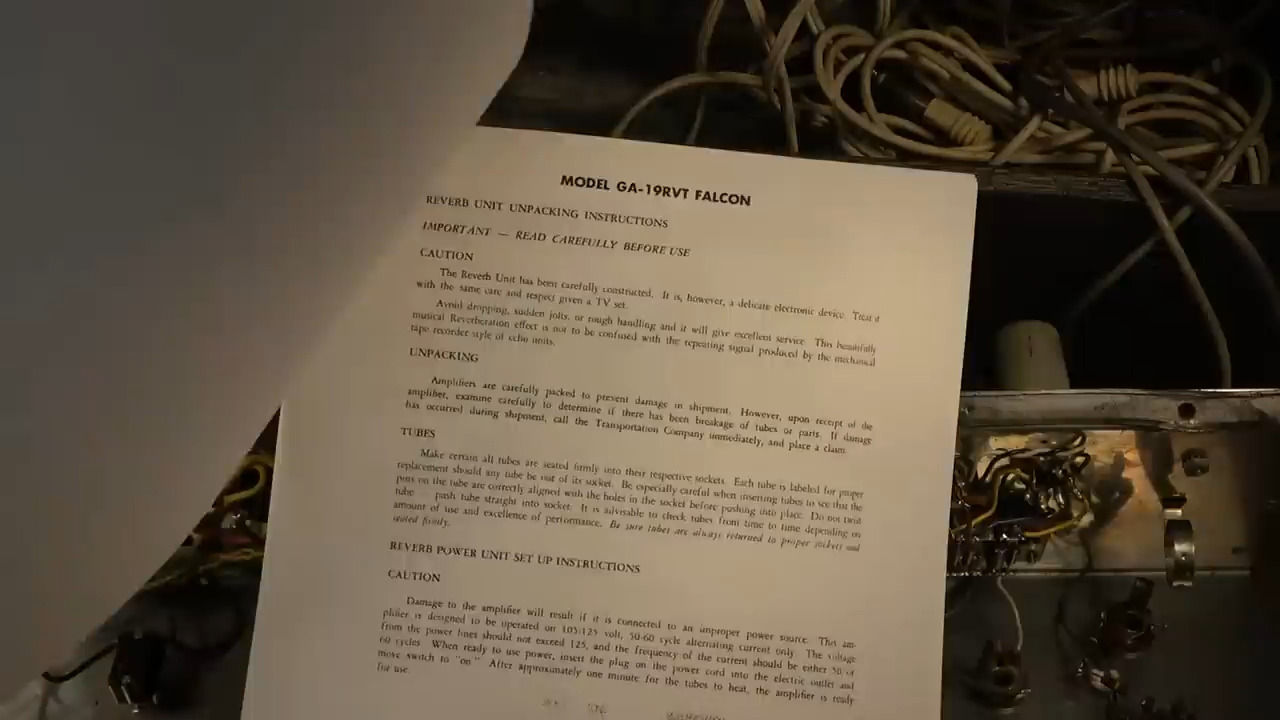 MODEL GA-19RVT FALCON
REVERB UNIT UNPACKING INSTRUCTIONS
IMPORTANT — READ CAREFULLY BEFORE USE
CAUTION
The Reverb Unit has been carefully constructed. It is, however, a delicate electronic device. Treat it
with the same care and respect given a TV set.
Avoid dropping, sudden jolts, or rough handling and it will give excellent service. This beautifully
musical Reverberation effect is not to be confused with the repeating signal produced by the mechanical
tape recorder style of echo units.
UNPACKING
Amplifiers are carefully packed to prevent damage in shipment. However, upon receipt of the
amplifier, examine carefully to determine if there has been breakage of tubes or parts. If damage
has occurred during shipment, call the Transportation Company immediately, and place a claim.
TUBES
Make certain all tubes are seated firmly into their respective sockets. Each tube is labeled for proper
replacement should any tube be out of its socket. Be especially careful when inserting tubes to see that the
pins on the tube are correctly aligned with the holes in the socket before pushing into place. Do not twist
tube — push tube straight into socket. It is advisable to check tubes from time to time depending on
amount of use and excellence of performance. Be sure tubes are always returned to proper sockets and
seated firmly.
REVERB POWER UNIT SET UP INSTRUCTIONS
CAUTION
Damage to the amplifier will result if it is connected to an improper power source. This am-
plifier is designed to be operated on 105-125 volt, 50-60 cycle alternating current only. The voltage
from the power lines should not exceed 125, and the frequency of the current should be either 50 or
60 cycles. When ready to use power, insert the plug on the power cord into the electric outlet and
move switch to "on." After approximately one minute for the tubes to heat, the amplifier is ready
for use.